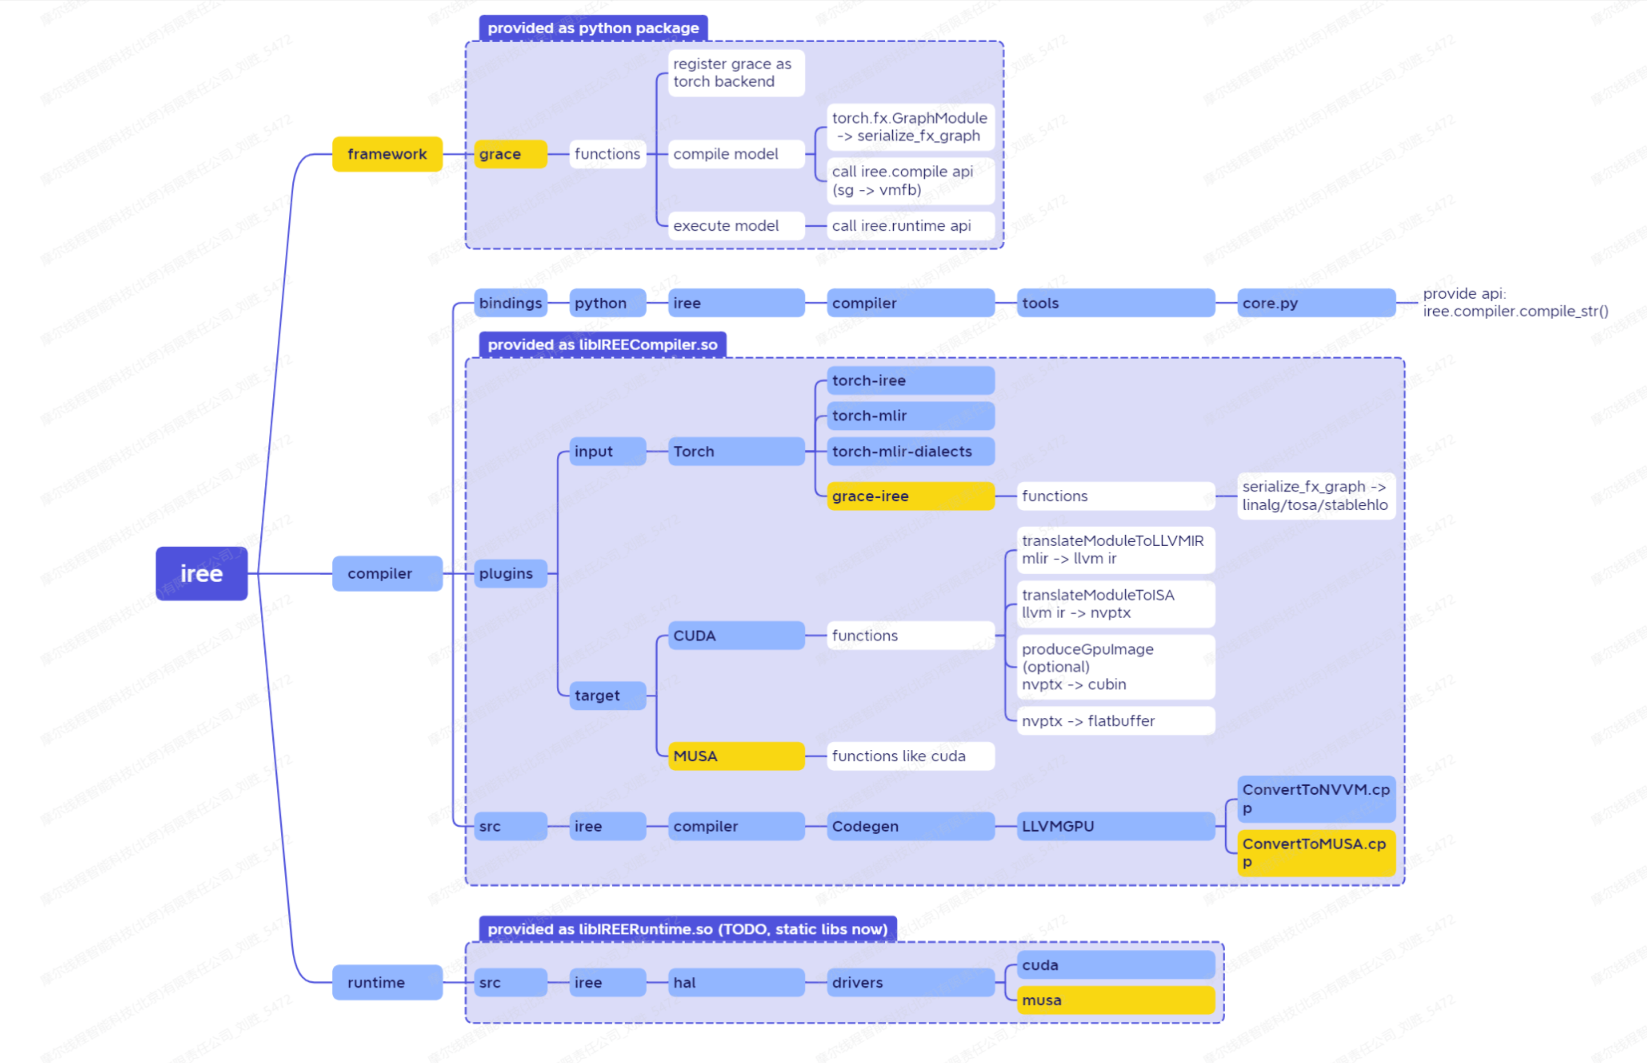 provided as python package
register grace as
torch backend
torch.fx.GraphModule
-> serialize_fx_graph
framework
grace
functions
compile model
call iree.compile api
(sg -> vmfb)
execute model
call iree.runtime api
bindings
python
iree
compiler
tools
core.py
provide api:
iree.compiler.compile_str()
provided as libIREECompiler.so
torch-iree
torch-mlir
input
Torch
torch-mlir-dialects
grace-iree
functions
serialize_fx_graph ->
linalg/tosa/stablehlo
translateModuleToLLVMIR
mlir -> llvm ir
iree
compiler
plugins
translateModuleToISA
llvm ir -> nvptx
CUDA
functions
produceGpuImage
(optional)
nvptx -> cubin
target
nvptx -> flatbuffer
MUSA
functions like cuda
ConvertToNVVM.cp
p
src
iree
compiler
Codegen
LLVMGPU
ConvertToMUSA.cp
p
provided as libIREERuntime.so (TODO, static libs now)
cuda
runtime
src
iree
hal
drivers
musa